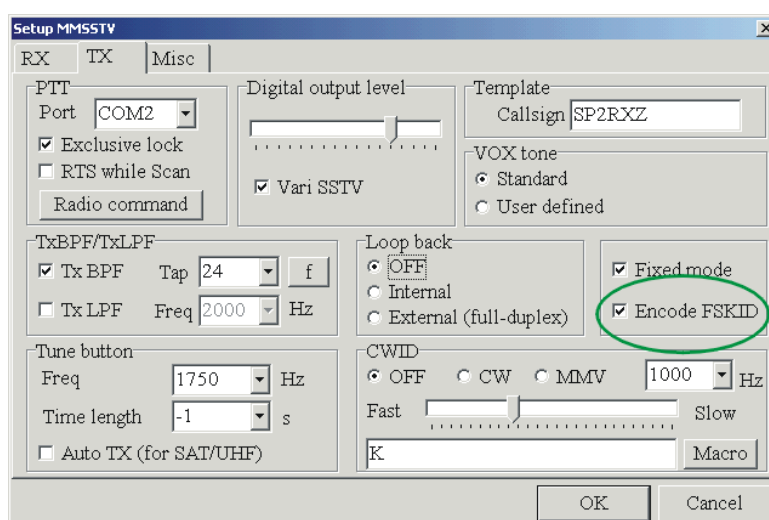 Setup MMSSTV
RX TX Misc
PTT
Port COM2
Exclusive lock
RTS while Scan
Radio command
Digital output level
Vari SSTV
Template
Callsign SP2RXZ
VOX tone
Standard
User defined
TxBPF/TxLPF
Tx BPF Tap 24 f
Tx LPF Freq 2000 Hz
Loop back
OFF
Internal
External (full-duplex)
Fixed mode
Encode FSKID
Tune button
Freq 1750 Hz
Time length -1 s
Auto TX (for SAT/UHF)
CWID
OFF CW MMV 1000 Hz
Fast Slow
K Macro
OK Cancel